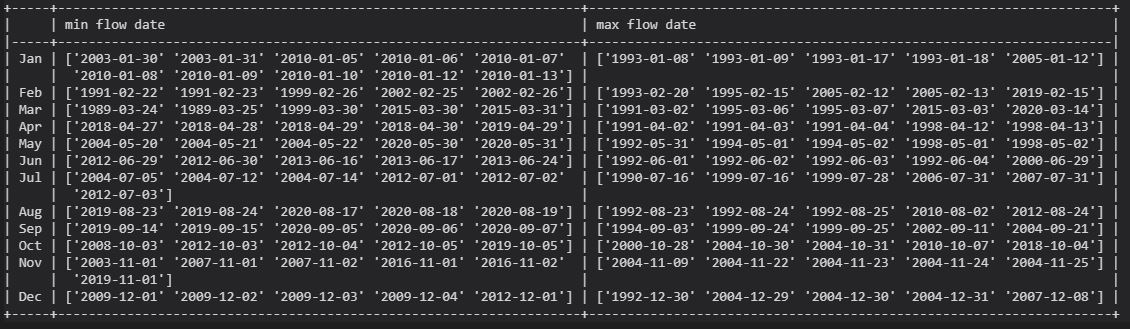 +-----+--------------------------------------------------------------+---------------------------------------------------------------+
|     | min flow date                                                | max flow date                                                 |
|-----+--------------------------------------------------------------+---------------------------------------------------------------|
| Jan | ['2003-01-30' '2003-01-31' '2010-01-05' '2010-01-06' '2010-01-07' | ['1993-01-08' '1993-01-09' '1993-01-17' '1993-01-18' '2005-01-12'] |
|     | '2010-01-08' '2010-01-09' '2010-01-10' '2010-01-12' '2010-01-13'] | |
| Feb | ['1991-02-22' '1991-02-23' '1999-02-26' '2002-02-25' '2002-02-26'] | ['1993-02-20' '1995-02-15' '2005-02-12' '2005-02-13' '2019-02-15'] |
| Mar | ['1989-03-24' '1989-03-25' '1999-03-30' '2015-03-30' '2015-03-31'] | ['1991-03-02' '1995-03-06' '1995-03-07' '2015-03-03' '2020-03-14'] |
| Apr | ['2018-04-27' '2018-04-28' '2018-04-29' '2018-04-30' '2019-04-29'] | ['1991-04-02' '1991-04-03' '1991-04-04' '1998-04-12' '1998-04-13'] |
| May | ['2004-05-20' '2004-05-21' '2004-05-22' '2020-05-30' '2020-05-31'] | ['1992-05-31' '1994-05-01' '1994-05-02' '1998-05-01' '1998-05-02'] |
| Jun | ['2012-06-29' '2012-06-30' '2013-06-16' '2013-06-17' '2013-06-24'] | ['1992-06-01' '1992-06-02' '1992-06-03' '1992-06-04' '2000-06-29'] |
| Jul | ['2004-07-05' '2004-07-12' '2004-07-14' '2012-07-01' '2012-07-02' | ['1990-07-16' '1999-07-16' '1999-07-28' '2006-07-31' '2007-07-31'] |
|     | '2012-07-03'] | |
| Aug | ['2019-08-23' '2019-08-24' '2020-08-17' '2020-08-18' '2020-08-19'] | ['1992-08-23' '1992-08-24' '1992-08-25' '2010-08-02' '2012-08-24'] |
| Sep | ['2019-09-14' '2019-09-15' '2020-09-05' '2020-09-06' '2020-09-07'] | ['1994-09-03' '1999-09-24' '1999-09-25' '2002-09-11' '2004-09-21'] |
| Oct | ['2008-10-03' '2012-10-03' '2012-10-04' '2012-10-05' '2019-10-05'] | ['2000-10-28' '2004-10-30' '2004-10-31' '2010-10-07' '2018-10-04'] |
| Nov | ['2003-11-01' '2007-11-01' '2007-11-02' '2016-11-01' '2016-11-02' | ['2004-11-09' '2004-11-22' '2004-11-23' '2004-11-24' '2004-11-25'] |
|     | '2019-11-01'] | |
| Dec | ['2009-12-01' '2009-12-02' '2009-12-03' '2009-12-04' '2012-12-01'] | ['1992-12-30' '2004-12-29' '2004-12-30' '2004-12-31' '2007-12-08'] |
+-----+--------------------------------------------------------------+---------------------------------------------------------------+